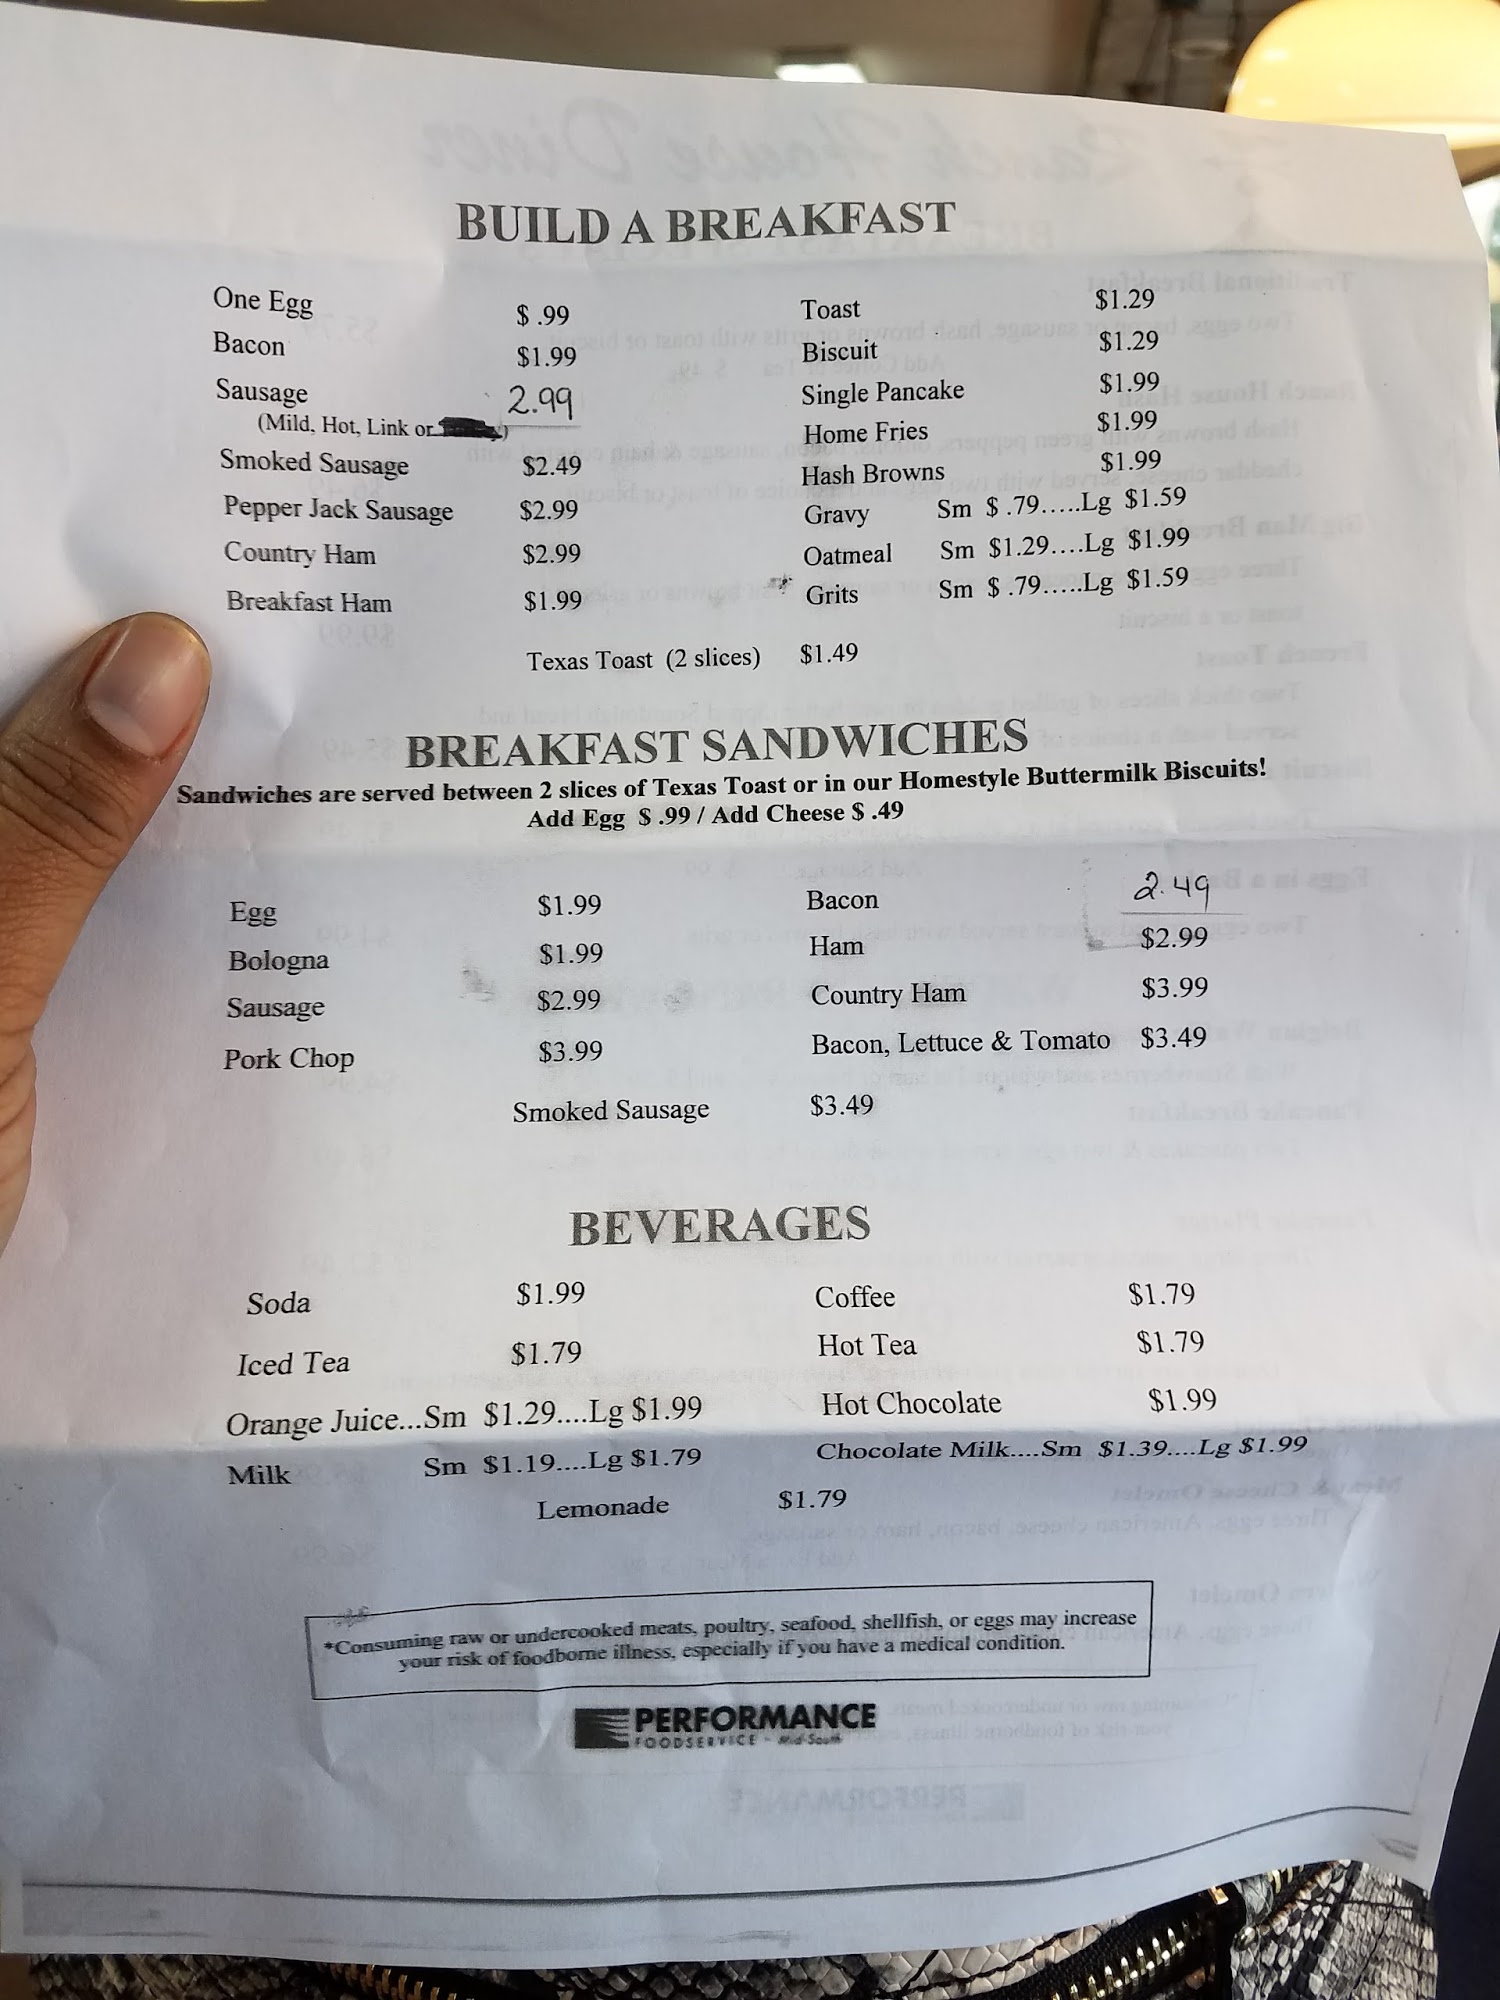 BUILD A BREAKFAST
One Egg $ .99
Bacon $1.99
Sausage 2.99
(Mild, Hot, Link or )
Smoked Sausage $2.49
Pepper Jack Sausage $2.99
Country Ham $2.99
Breakfast Ham $1.99
Toast $1.29
Biscuit $1.29
Single Pancake $1.99
Home Fries $1.99
Hash Browns $1.99
Gravy Sm $ .79.....Lg $1.59
Oatmeal Sm $1.29....Lg $1.99
Grits Sm $ .79.....Lg $1.59
Texas Toast (2 slices) $1.49
BREAKFAST SANDWICHES
Sandwiches are served between 2 slices of Texas Toast or in our Homestyle Buttermilk Biscuits!
Add Egg $ .99 / Add Cheese $ .49
Egg $1.99
Bologna $1.99
Sausage $2.99
Pork Chop $3.99
Bacon 2.49
Ham $2.99
Country Ham $3.99
Bacon, Lettuce & Tomato $3.49
Smoked Sausage $3.49
BEVERAGES
Soda $1.99
Iced Tea $1.79
Orange Juice...Sm $1.29....Lg $1.99
Milk Sm $1.19....Lg $1.79
Coffee $1.79
Hot Tea $1.79
Hot Chocolate $1.99
Chocolate Milk....Sm $1.39....Lg $1.99
Lemonade $1.79
*Consuming raw or undercooked meats, poultry, seafood, shellfish, or eggs may increase
your risk of foodborne illness, especially if you have a medical condition.
PERFORMANCE
FOODSERVICE - Mid-South